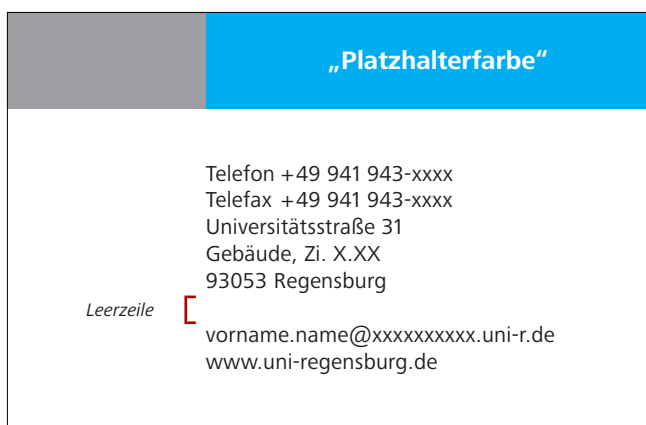 „Platzhalterfarbe“
Telefon +49 941 943-xxxx
Telefax +49 941 943-xxxx
Universitätsstraße 31
Gebäude, Zi. X.XX
93053 Regensburg
Leerzeile
vorname.name@xxxxxxxxxx.uni-r.de
www.uni-regensburg.de